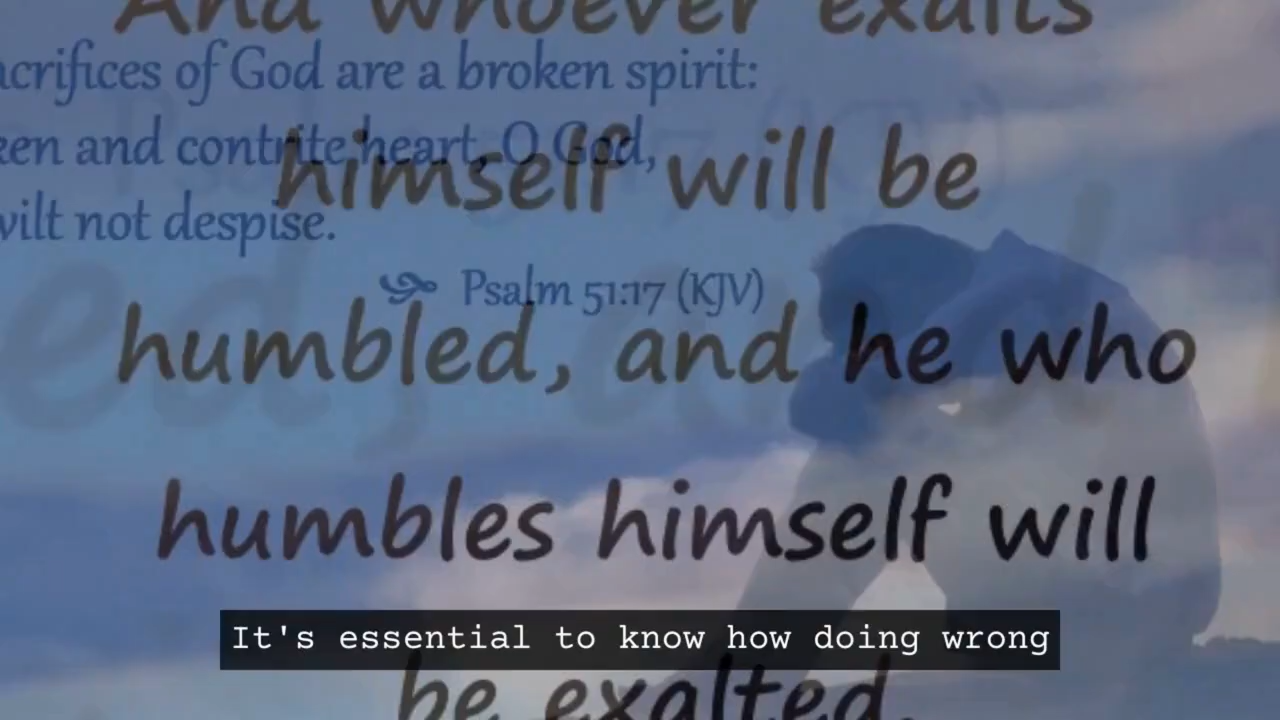 And whoever exalts
himself will be
humbled, and he who
humbles himself will
be exalted.
acrifices of God are a broken spirit:
ken and contrite heart, O God,
wilt not despise.
Psalm 51:17 (KJV)
It's essential to know how doing wrong